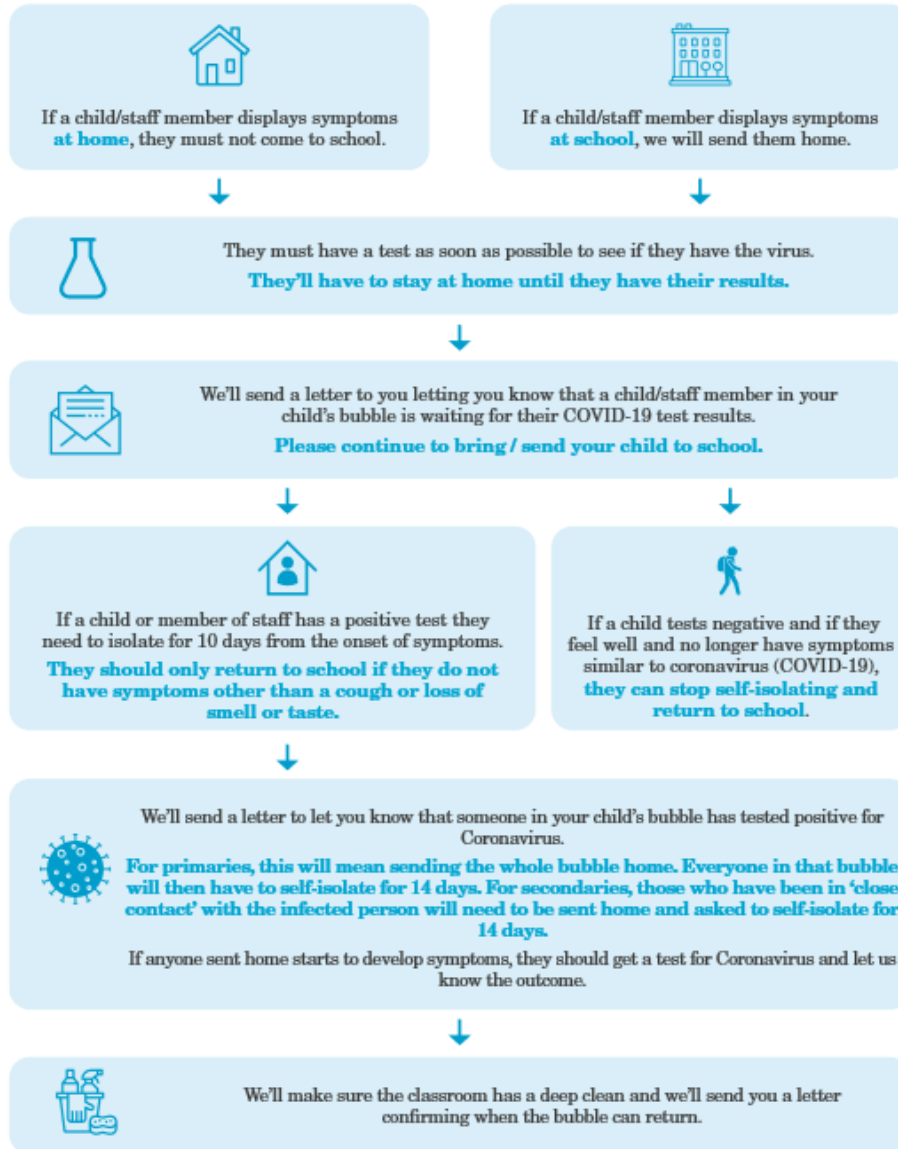 If a child/staff member displays symptoms
at home, they must not come to school.
If a child/staff member displays symptoms
at school, we will send them home.
They must have a test as soon as possible to see if they have the virus.
They'll have to stay at home until they have their results.
We'll send a letter to you letting you know that a child/staff member in your
child's bubble is waiting for their COVID-19 test results.
Please continue to bring / send your child to school.
If a child or member of staff has a positive test they
need to isolate for 10 days from the onset of symptoms.
They should only return to school if they do not
have symptoms other than a cough or loss of
smell or taste.
If a child tests negative and if they
feel well and no longer have symptoms
similar to coronavirus (COVID-19),
they can stop self-isolating and
return to school.
We'll send a letter to let you know that someone in your child's bubble has tested positive for
Coronavirus.
For primaries, this will mean sending the whole bubble home. Everyone in that bubble
will then have to self-isolate for 14 days. For secondaries, those who have been in 'close
contact' with the infected person will need to be sent home and asked to self-isolate for
14 days.
If anyone sent home starts to develop symptoms, they should get a test for Coronavirus and let us
know the outcome.
We'll make sure the classroom has a deep clean and we'll send you a letter
confirming when the bubble can return.